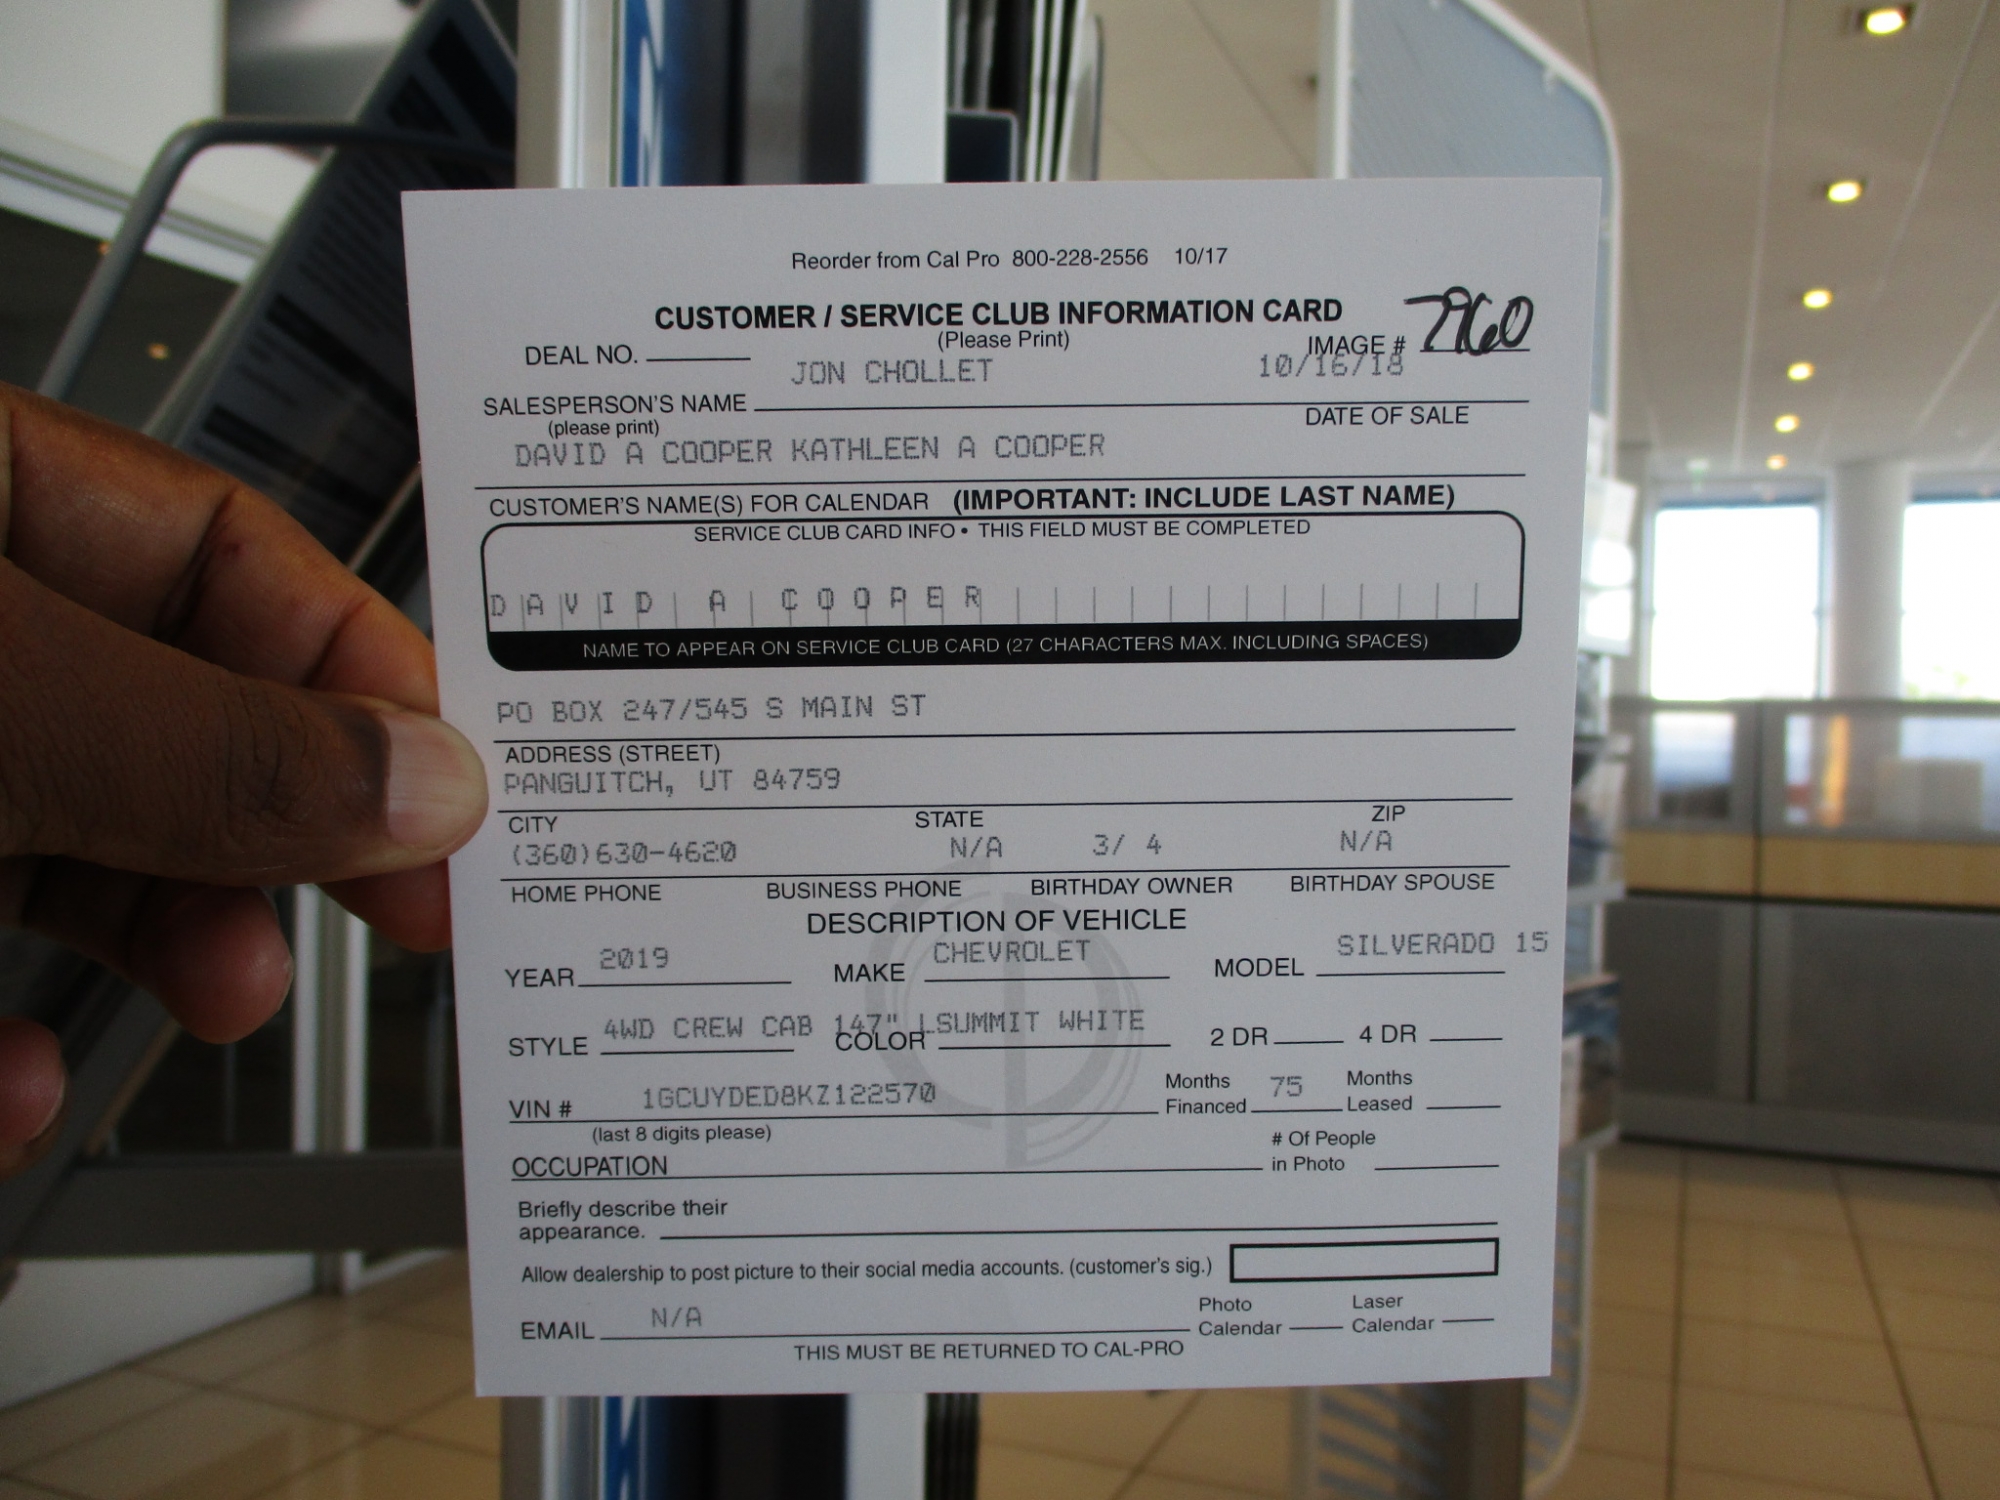 Reorder from Cal Pro 800-228-2556 10/17
CUSTOMER / SERVICE CLUB INFORMATION CARD
(Please Print)
DEAL NO. IMAGE # 7960
JON CHOLLET 10/16/18
SALESPERSON'S NAME DATE OF SALE
(please print)
DAVID A COOPER KATHLEEN A COOPER
CUSTOMER'S NAME(S) FOR CALENDAR (IMPORTANT: INCLUDE LAST NAME)
SERVICE CLUB CARD INFO • THIS FIELD MUST BE COMPLETED
DAVID A COOPER
NAME TO APPEAR ON SERVICE CLUB CARD (27 CHARACTERS MAX. INCLUDING SPACES)
PO BOX 247/545 S MAIN ST
ADDRESS (STREET)
PANGUITCH, UT 84759
CITY STATE ZIP
(360)630-4620 N/A 3/ 4 N/A
HOME PHONE BUSINESS PHONE BIRTHDAY OWNER BIRTHDAY SPOUSE
DESCRIPTION OF VEHICLE
YEAR 2019 MAKE CHEVROLET MODEL SILVERADO 15
STYLE 4WD CREW CAB 147" L COLOR SUMMIT WHITE 2 DR 4 DR
VIN # 1GCUYDED8KZ122570 Months Financed 75 Months Leased
(last 8 digits please)
OCCUPATION # Of People in Photo
Briefly describe their
appearance.
Allow dealership to post picture to their social media accounts. (customer's sig.)
EMAIL N/A Photo Calendar Laser Calendar
THIS MUST BE RETURNED TO CAL-PRO